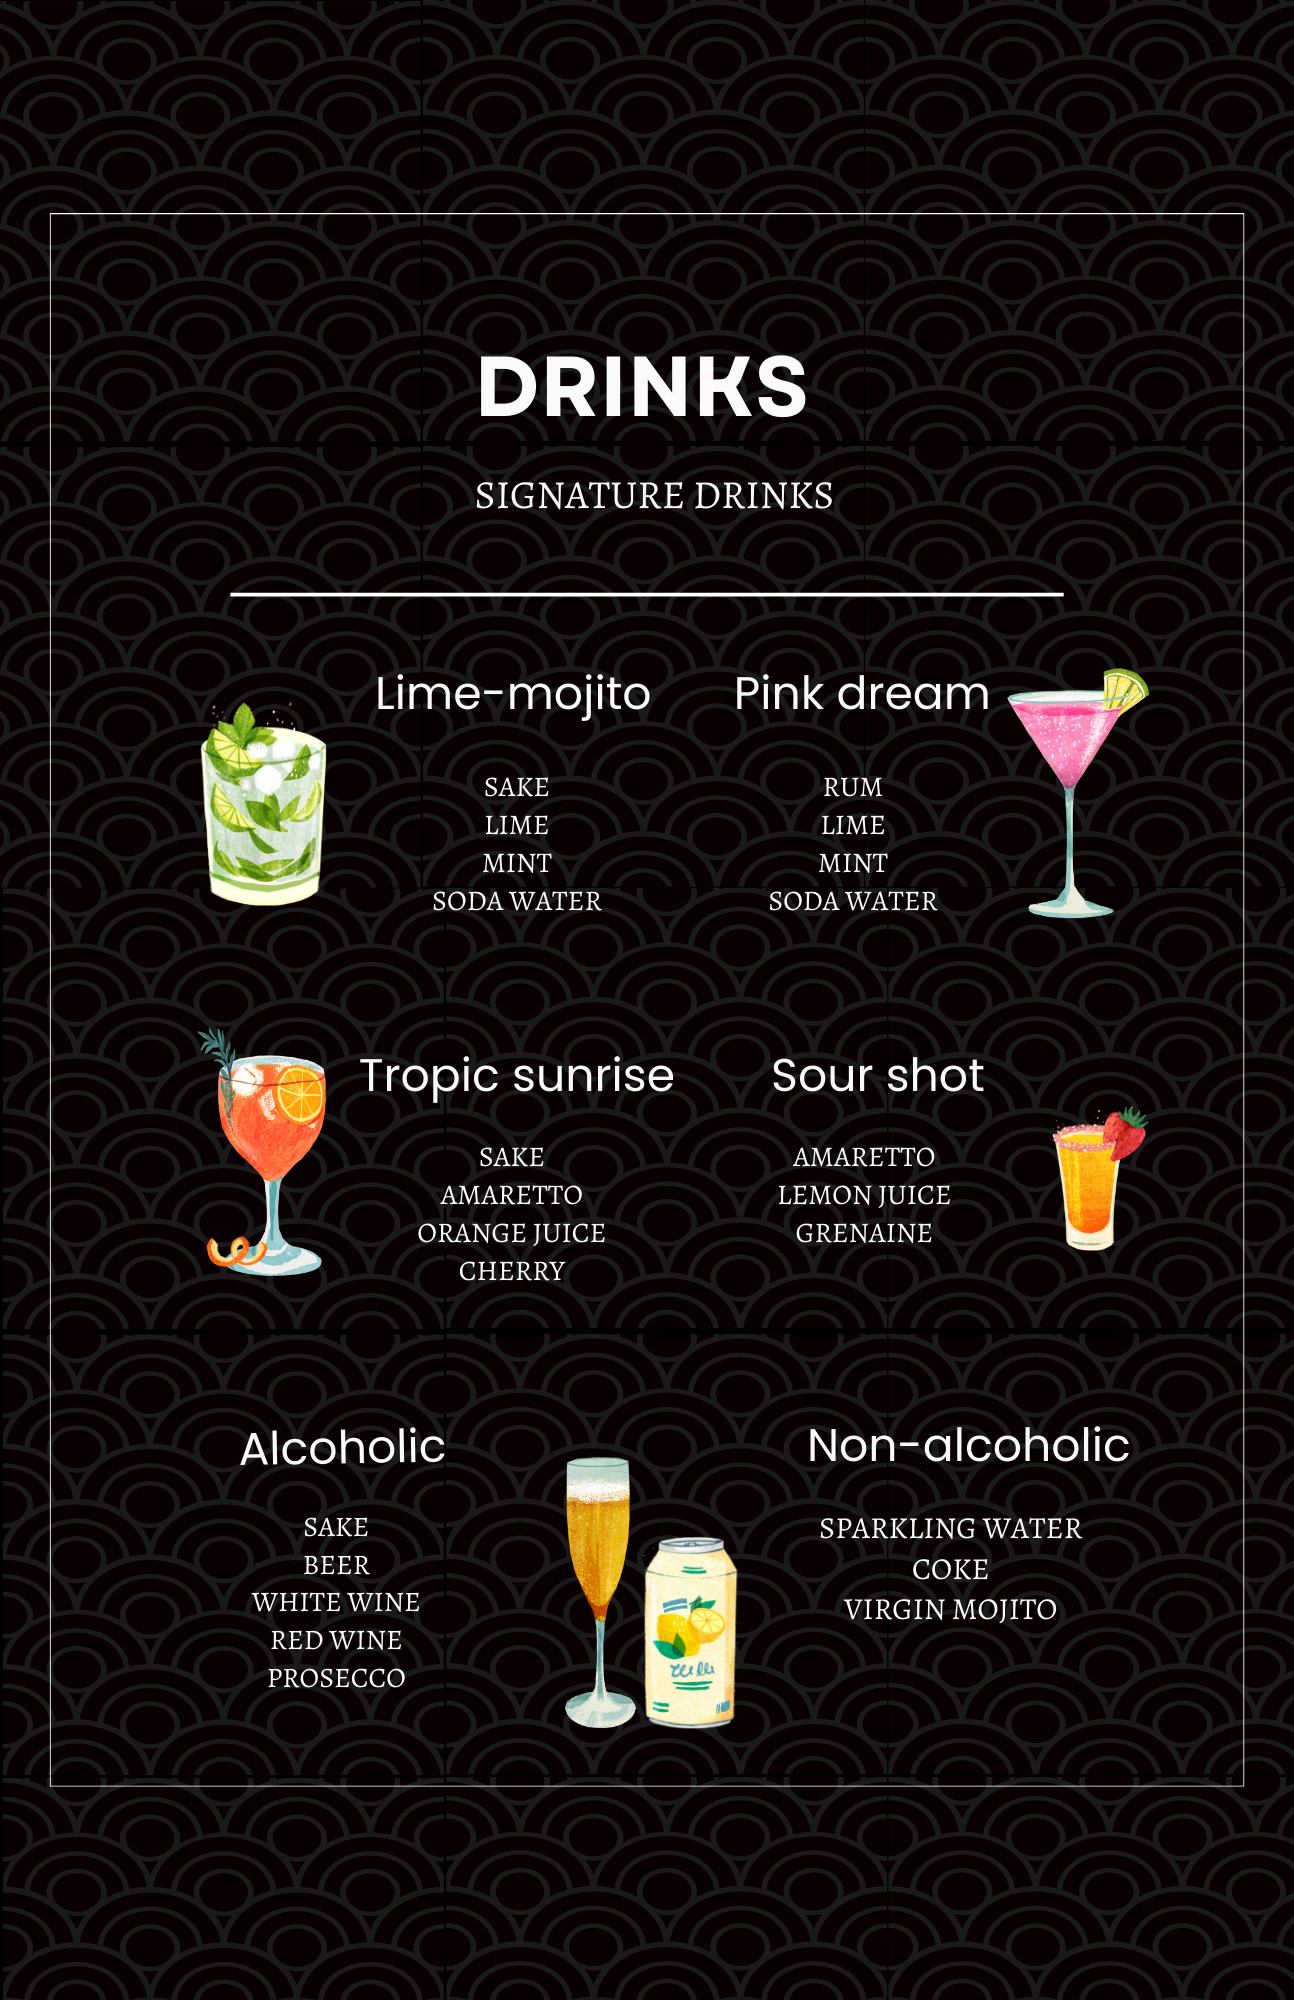 DRINKS
SIGNATURE DRINKS
Lime-mojito
SAKE
LIME
MINT
SODA WATER
Pink dream
RUM
LIME
MINT
SODA WATER
Tropic sunrise
SAKE
AMARETTO
ORANGE JUICE
CHERRY
Sour shot
AMARETTO
LEMON JUICE
GRENAINE
Alcoholic
SAKE
BEER
WHITE WINE
RED WINE
PROSECCO
Non-alcoholic
SPARKLING WATER
COKE
VIRGIN MOJITO